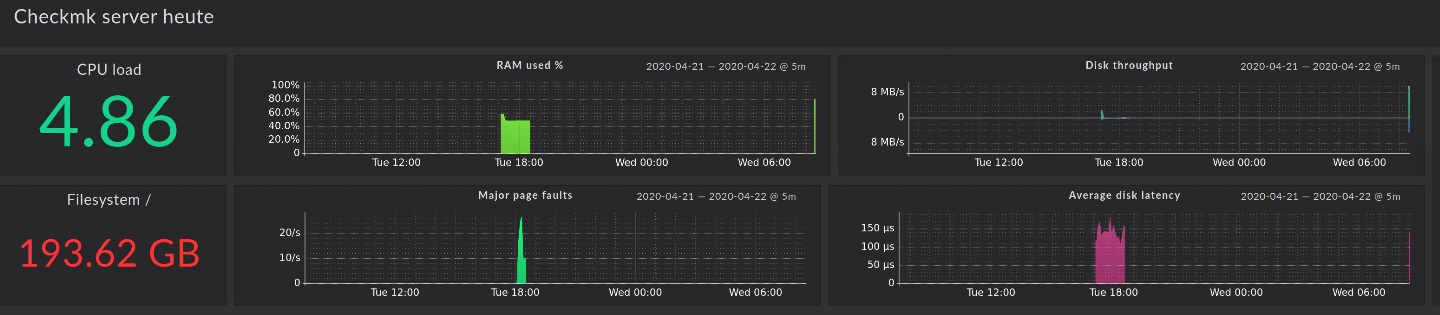 Checkmk server heute
CPU load
4.86
RAM used %
2020-04-21 — 2020-04-22 @ 5m
100%
80.0%
60.0%
40.0%
20.0%
0
Tue 12:00 Tue 18:00 Wed 00:00 Wed 06:00
Disk throughput
2020-04-21 — 2020-04-22 @ 5m
8 MB/s
0
8 MB/s
Tue 12:00 Tue 18:00 Wed 00:00 Wed 06:00
Filesystem /
193.62 GB
Major page faults
2020-04-21 — 2020-04-22 @ 5m
20/s
10/s
0
Tue 12:00 Tue 18:00 Wed 00:00 Wed 06:00
Average disk latency
2020-04-21 — 2020-04-22 @ 5m
150 µs
100 µs
50 µs
0
Tue 12:00 Tue 18:00 Wed 00:00 Wed 06:00